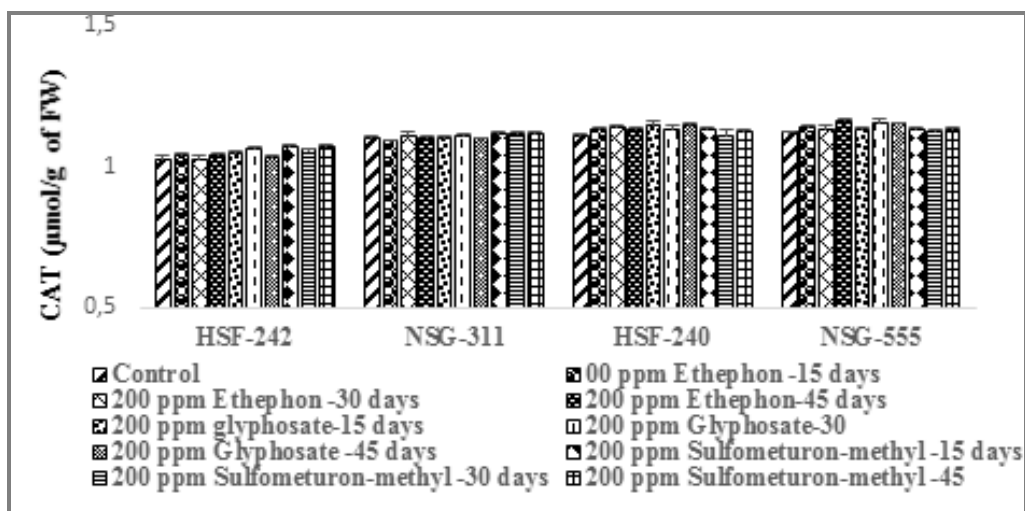 1,5
1
0,5
CAT (µmol/g of FW)
HSF-242 NSG-311 HSF-240 NSG-555
Control 00 ppm Ethephon -15 days
200 ppm Ethephon -30 days 200 ppm Ethephon-45 days
200 ppm glyphosate-15 days 200 ppm Glyphosate-30
200 ppm Glyphosate -45 days 200 ppm Sulfometuron-methyl -15 days
200 ppm Sulfometuron-methyl -30 days 200 ppm Sulfometuron-methyl -45